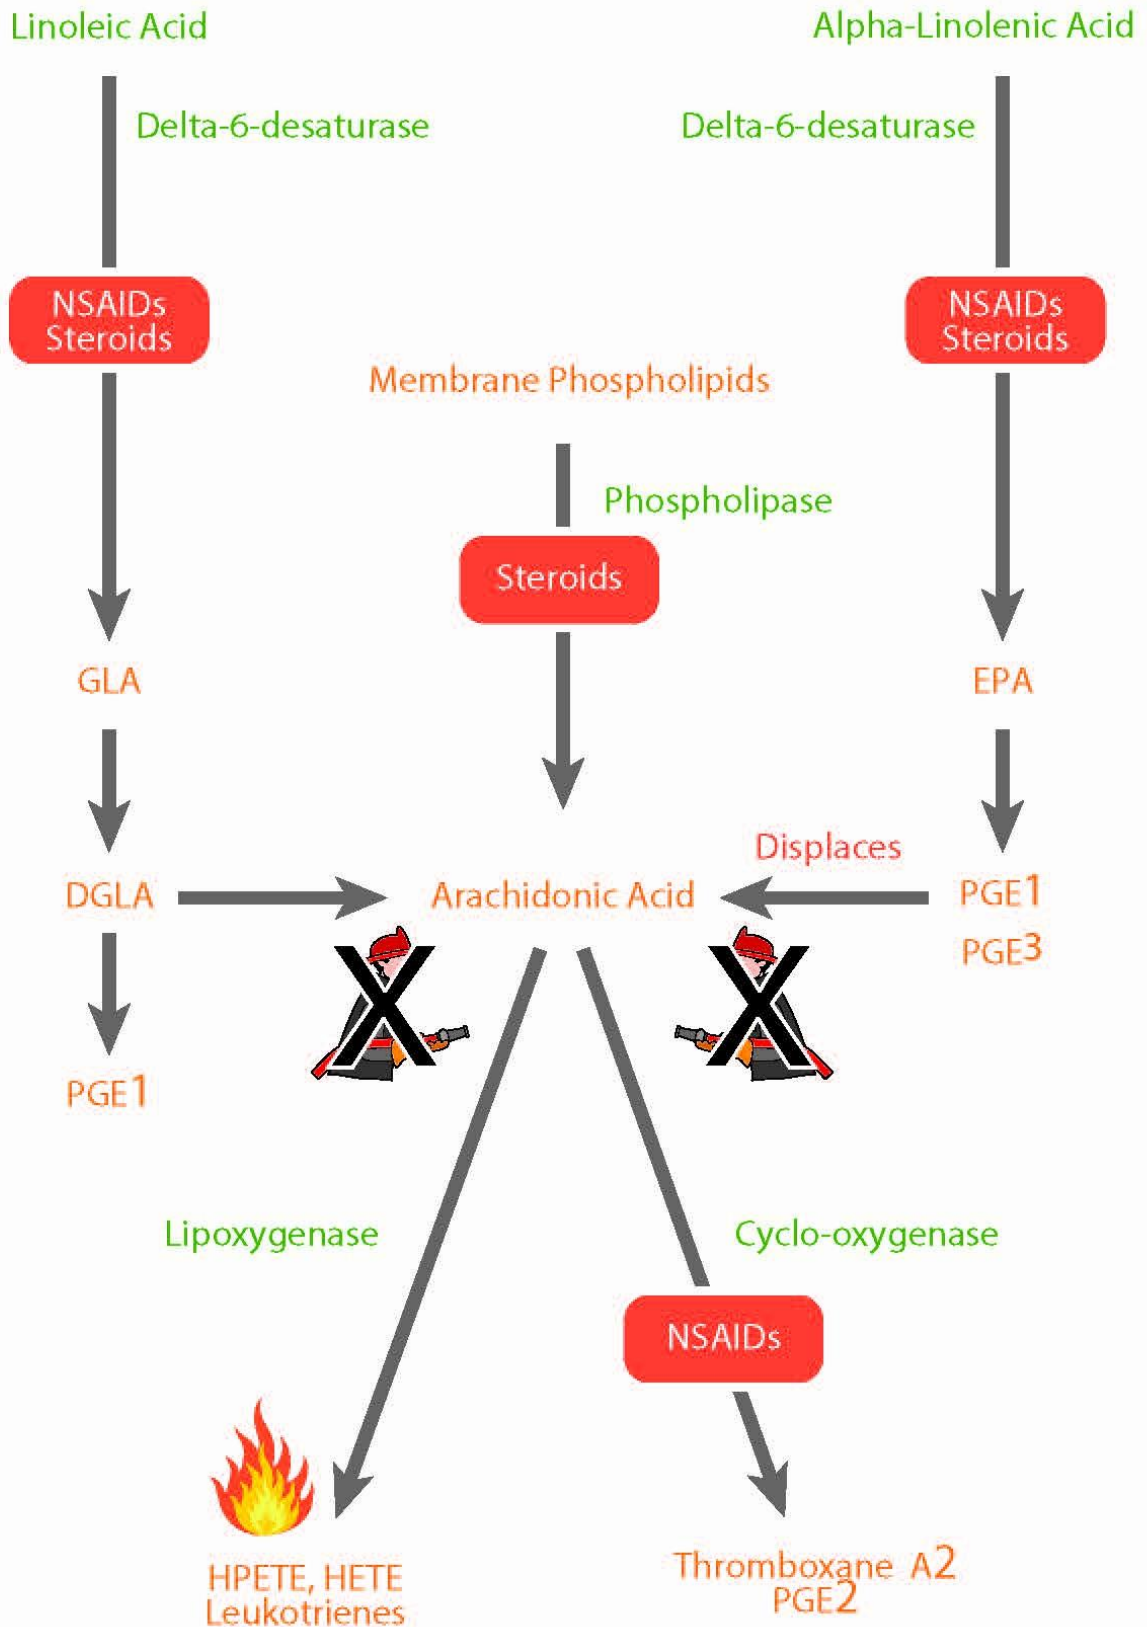 Linoleic Acid
Alpha-Linolenic Acid
Delta-6-desaturase
Delta-6-desaturase
NSAIDs
Steroids
NSAIDs
Steroids
Membrane Phospholipids
Phospholipase
Steroids
GLA
EPA
Displaces
DGLA
Arachidonic Acid
PGE1
PGE3
X
X
PGE1
Lipoxygenase
Cyclo-oxygenase
NSAIDs
HPETE, HETE
Leukotrienes
Thromboxane A2
PGE2